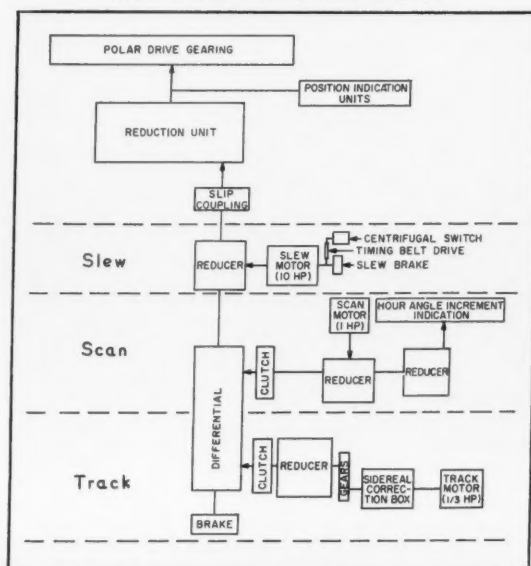 POLAR DRIVE GEARING
POSITION INDICATION
UNITS
REDUCTION UNIT
SLIP
COUPLING
Slew
REDUCER
SLEW
MOTOR
(10 HP)
CENTRIFUGAL SWITCH
TIMING BELT DRIVE
SLEW BRAKE
Scan
SCAN
MOTOR
(1 HP)
HOUR ANGLE INCREMENT
INDICATION
CLUTCH
REDUCER
REDUCER
DIFFERENTIAL
Track
CLUTCH
REDUCER
GEARS
SIDEREAL
CORREC-
TION BOX
TRACK
MOTOR
(1/3 HP)
BRAKE